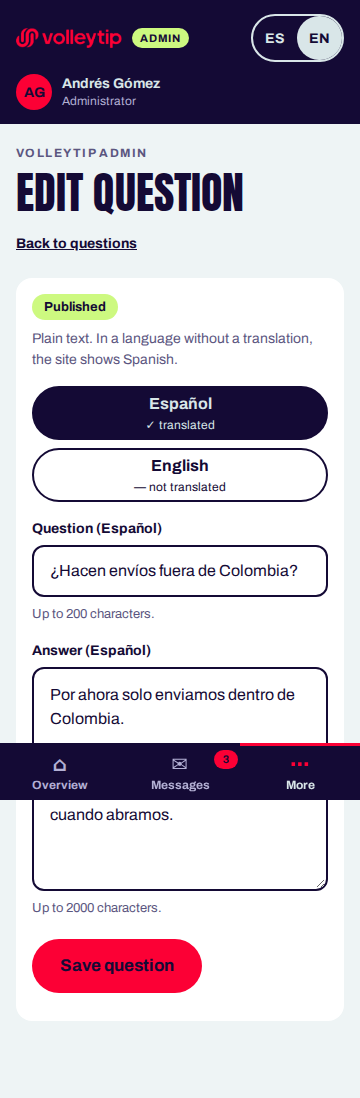 volleytip ADMIN ES EN
AG Andrés Gómez
Administrator
VOLLEYTIP ADMIN
EDIT QUESTION
Back to questions
Published
Plain text. In a language without a translation,
the site shows Spanish.
Español
✓ translated
English
— not translated
Question (Español)
¿Hacen envíos fuera de Colombia?
Up to 200 characters.
Answer (Español)
Por ahora solo enviamos dentro de
Colombia.
Overview
Messages 3
More
cuando abramos.
Up to 2000 characters.
Save question